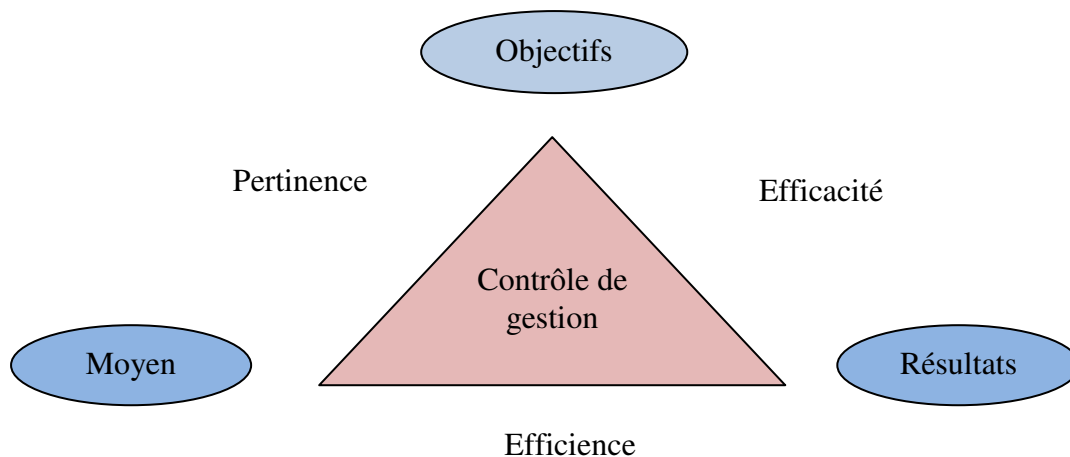 Objectifs
Pertinence
Efficacité
Contrôle de
gestion
Moyen
Résultats
Efficience